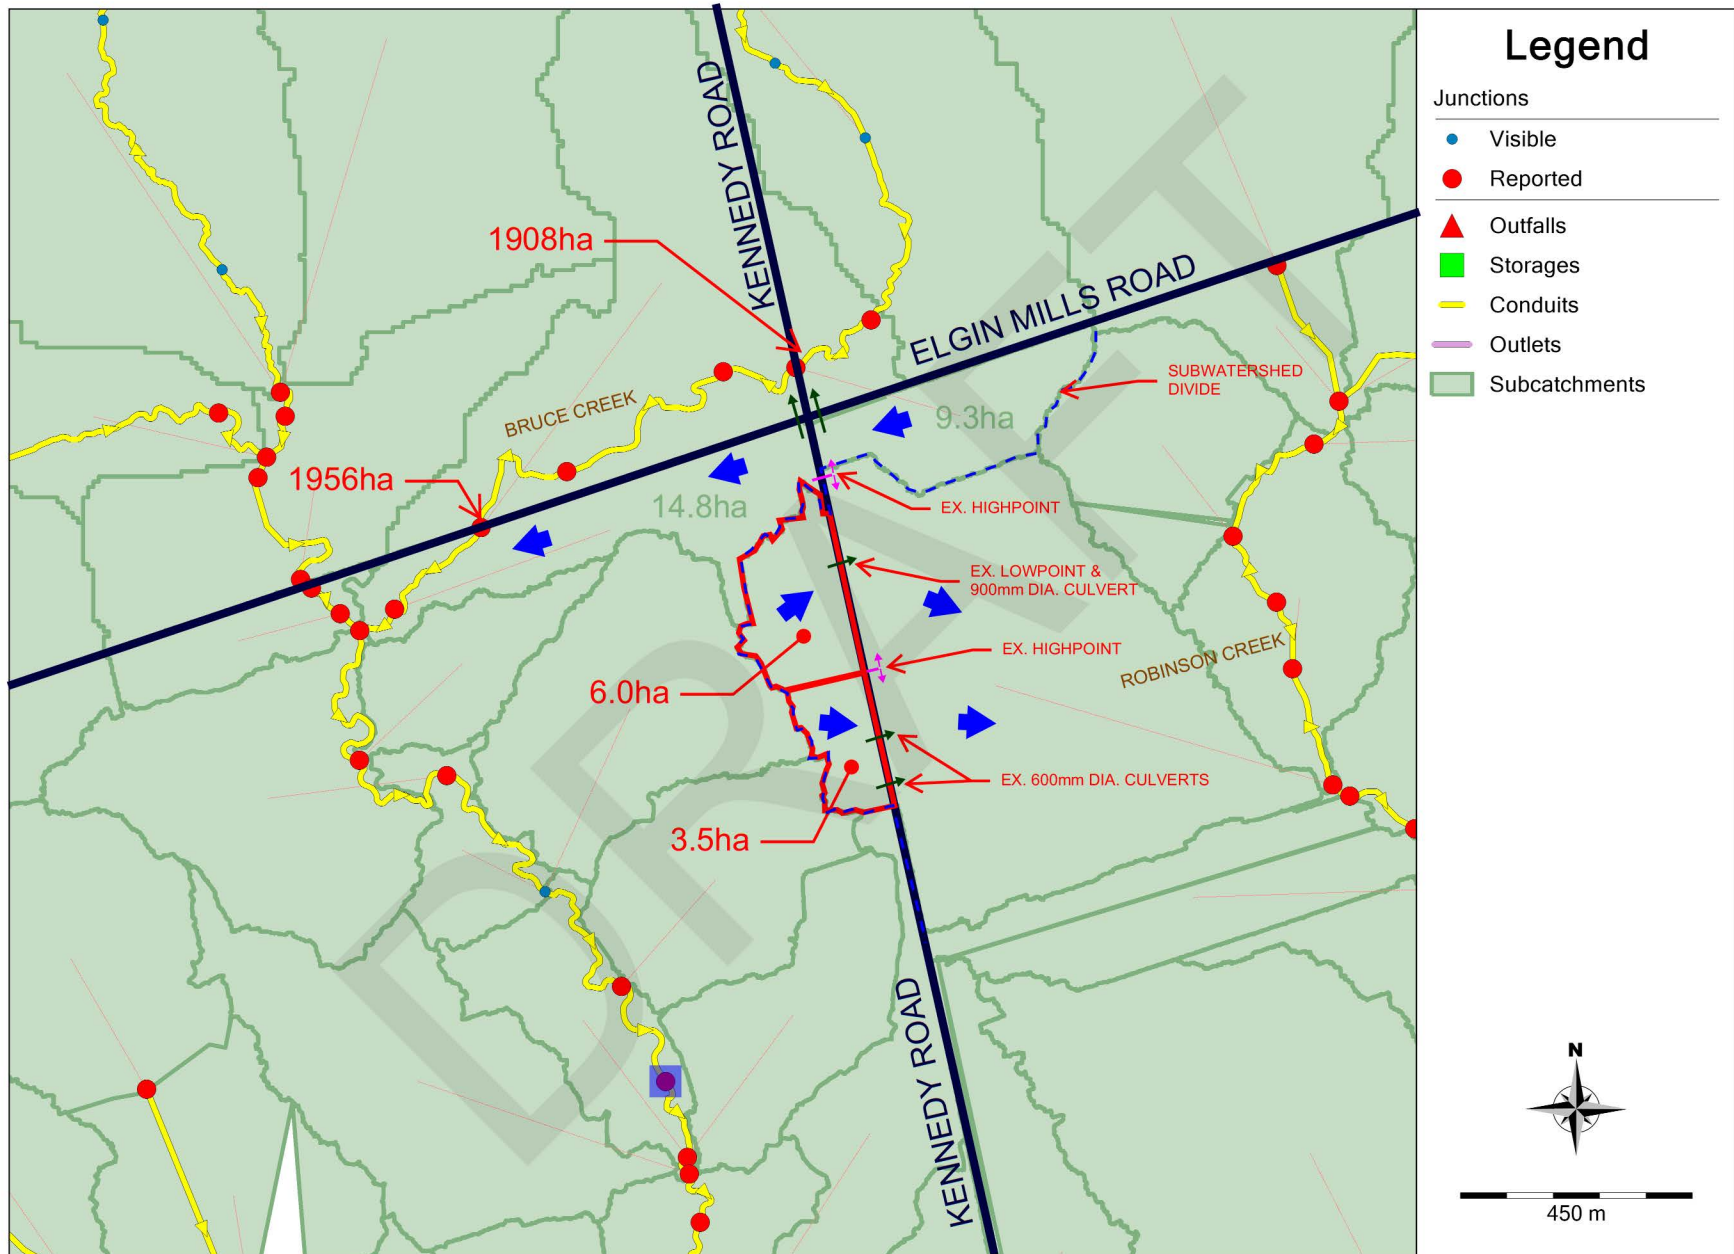 KENNEDY ROAD
1908ha
ELGIN MILLS ROAD
SUBWATERSHED
DIVIDE
BRUCE CREEK
9.3ha
1956ha
14.8ha
EX. HIGHPOINT
EX. LOWPOINT &
900mm DIA. CULVERT
EX. HIGHPOINT
ROBINSON CREEK
6.0ha
EX. 600mm DIA. CULVERTS
3.5ha
KENNEDY ROAD
DRAFT
Legend
Junctions
Visible
Reported
Outfalls
Storages
Conduits
Outlets
Subcatchments
N
450 m